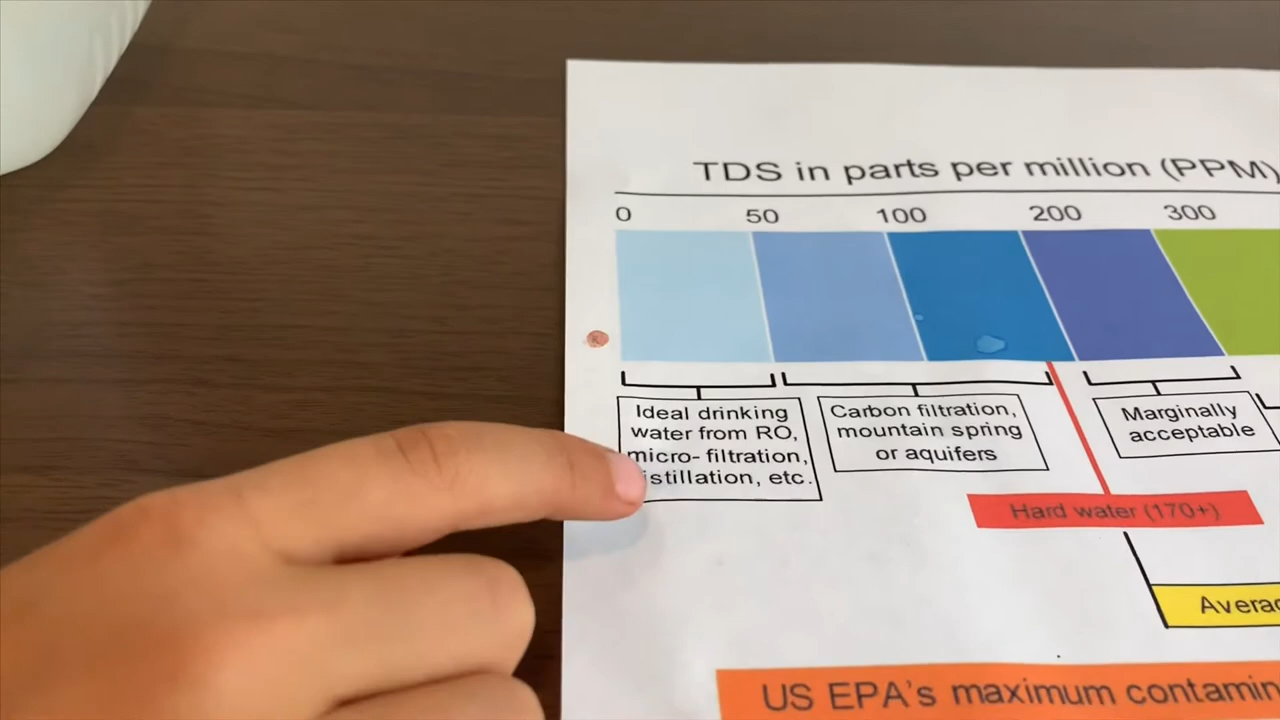 TDS in parts per million (PPM)
0 50 100 200 300
Ideal drinking
water from RO,
micro- filtration,
istillation, etc.
Carbon filtration,
mountain spring
or aquifers
Marginally
acceptable
Hard water (170+)
Averag
US EPA's maximum contamin